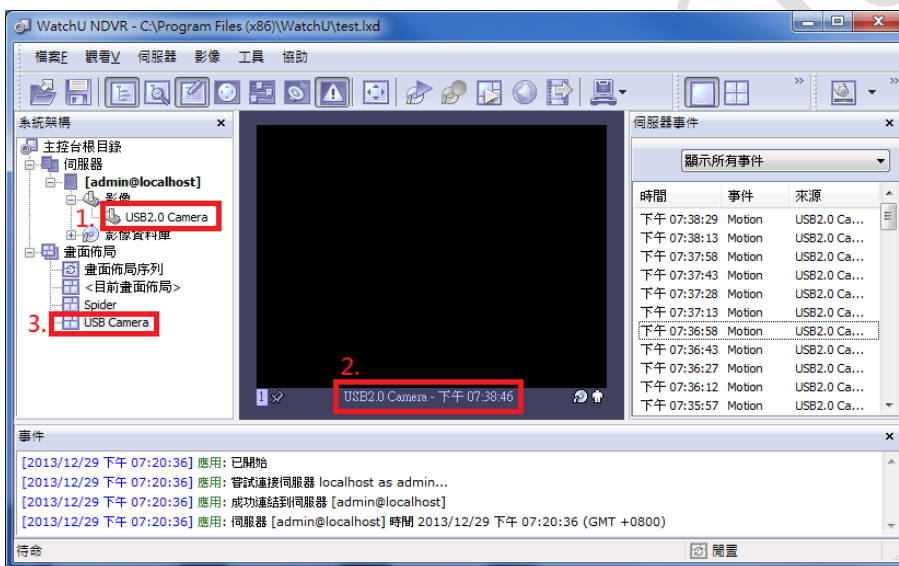 WatchU NDVR - C:\Program Files (x86)\WatchU\test.lxd
檔案F 觀看V 伺服器 影像 工具 協助
系統架構
主控台根目錄
伺服器
[admin@localhost]
影像
1. USB2.0 Camera
影像資料庫
畫面佈局
畫面佈局序列
<目前畫面佈局>
Spider
3. USB Camera
2.
1 USB2.0 Camera - 下午 07:38:46
伺服器事件
顯示所有事件
時間 事件 來源
下午 07:38:29 Motion USB2.0 Ca...
下午 07:38:13 Motion USB2.0 Ca...
下午 07:37:58 Motion USB2.0 Ca...
下午 07:37:43 Motion USB2.0 Ca...
下午 07:37:28 Motion USB2.0 Ca...
下午 07:37:13 Motion USB2.0 Ca...
下午 07:36:58 Motion USB2.0 Ca...
下午 07:36:43 Motion USB2.0 Ca...
下午 07:36:27 Motion USB2.0 Ca...
下午 07:36:12 Motion USB2.0 Ca...
下午 07:35:57 Motion USB2.0 Ca...
事件
[2013/12/29 下午 07:20:36] 應用: 已開始
[2013/12/29 下午 07:20:36] 應用: 嘗試連接伺服器 localhost as admin...
[2013/12/29 下午 07:20:36] 應用: 成功連結到伺服器 [admin@localhost]
[2013/12/29 下午 07:20:36] 應用: 伺服器 [admin@localhost] 時間 2013/12/29 下午 07:20:36 (GMT +0800)
待命
閒置